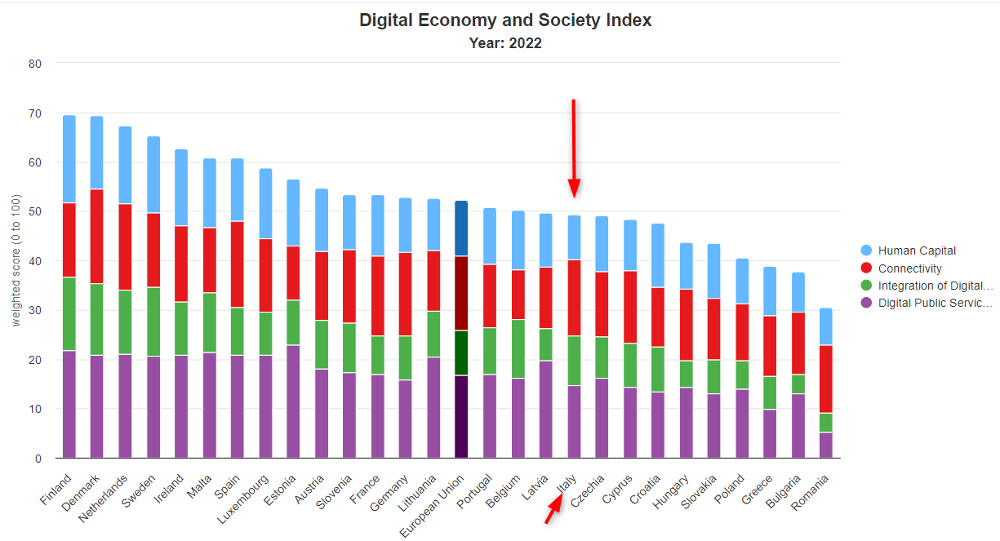 Digital Economy and Society Index
Year: 2022
weighted score (0 to 100)
80
70
60
50
40
30
20
10
0
Finland
Denmark
Netherlands
Sweden
Ireland
Malta
Spain
Luxembourg
Estonia
Austria
Slovenia
France
Germany
Lithuania
European Union
Portugal
Belgium
Latvia
Italy
Czechia
Cyprus
Croatia
Hungary
Slovakia
Poland
Greece
Bulgaria
Romania
Human Capital
Connectivity
Integration of Digital...
Digital Public Servic...